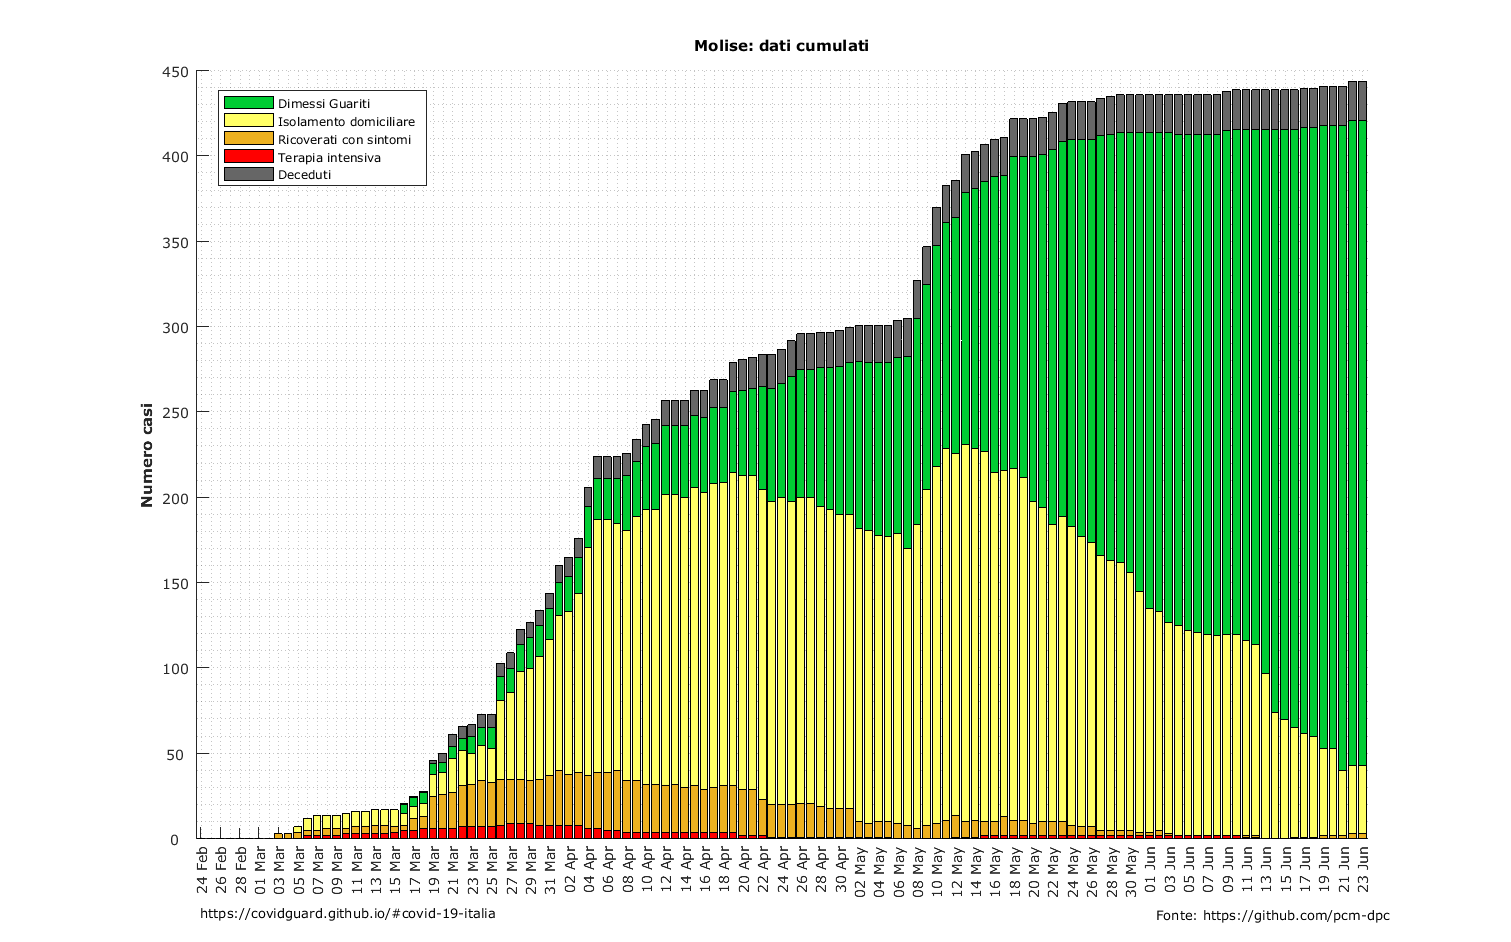 Molise: dati cumulati
450
400
350
300
250
200
150
100
50
0
Numero casi
Dimessi Guariti
Isolamento domiciliare
Ricoverati con sintomi
Terapia intensiva
Deceduti
24 Feb
26 Feb
28 Feb
01 Mar
03 Mar
05 Mar
07 Mar
09 Mar
11 Mar
13 Mar
15 Mar
17 Mar
19 Mar
21 Mar
23 Mar
25 Mar
27 Mar
29 Mar
31 Mar
02 Apr
04 Apr
06 Apr
08 Apr
10 Apr
12 Apr
14 Apr
16 Apr
18 Apr
20 Apr
22 Apr
24 Apr
26 Apr
28 Apr
30 Apr
02 May
04 May
06 May
08 May
10 May
12 May
14 May
16 May
18 May
20 May
22 May
24 May
26 May
28 May
30 May
01 Jun
03 Jun
05 Jun
07 Jun
09 Jun
11 Jun
13 Jun
15 Jun
17 Jun
19 Jun
21 Jun
23 Jun
https://covidguard.github.io/#covid-19-italia
Fonte: https://github.com/pcm-dpc